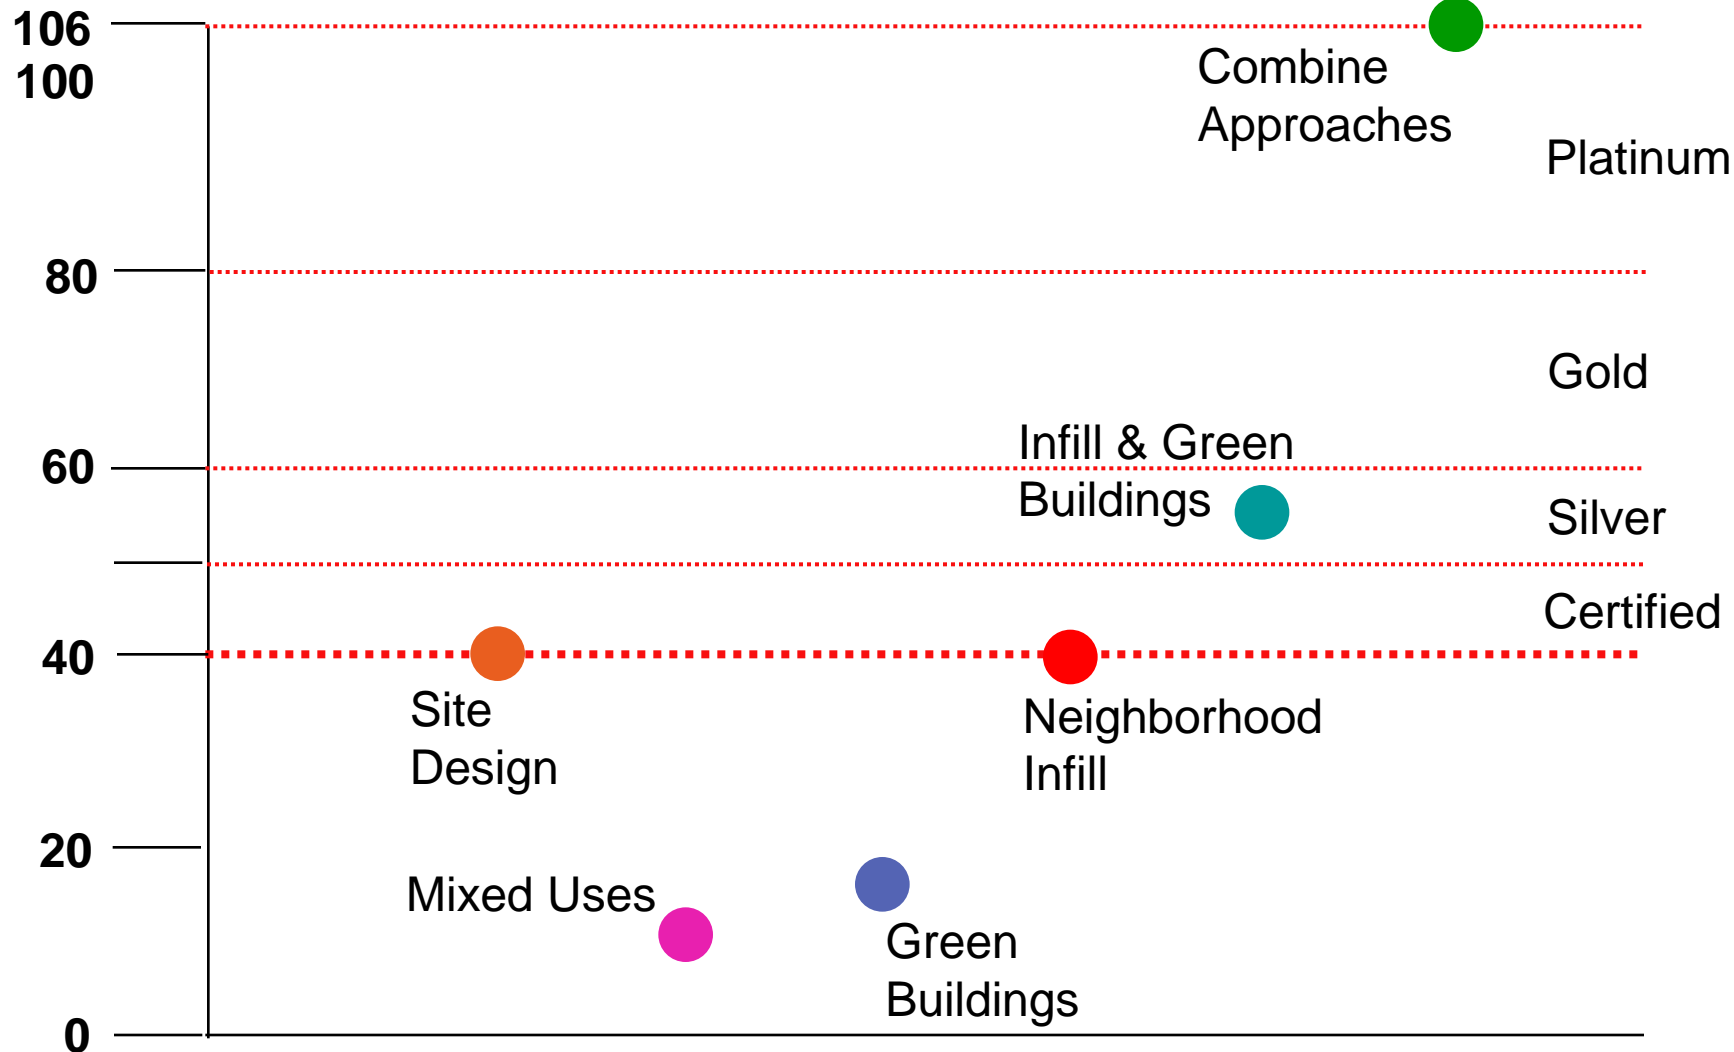 106
100
Combine
Approaches
Platinum
80
Gold
Infill & Green
60
Buildings
Silver
Certified
40
Site
Design
Neighborhood
Infill
20
Mixed Uses
Green
Buildings
0